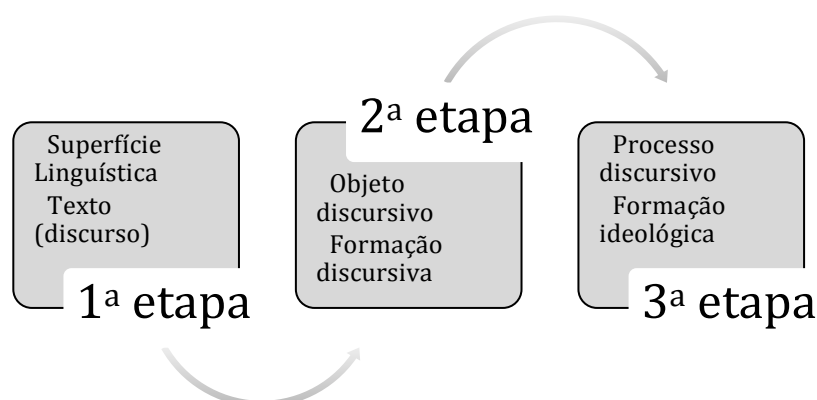 Superfície
Linguística
Texto
(discurso)
1ª etapa
2ª etapa
Objeto
discursivo
Formação
discursiva
Processo
discursivo
Formação
ideológica
3ª etapa